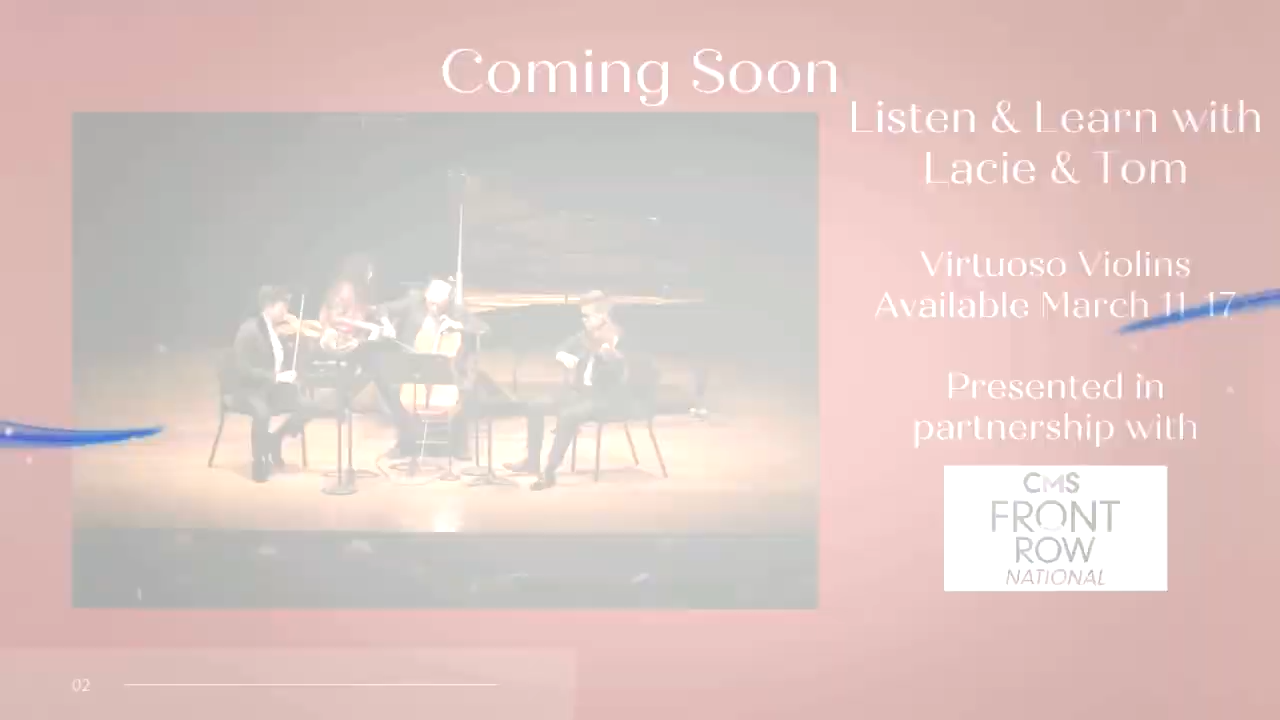 Coming Soon
Listen & Learn with
Lacie & Tom
Virtuoso Violins
Available March 11-17
Presented in
partnership with
CMS
FRONT
ROW
NATIONAL
02